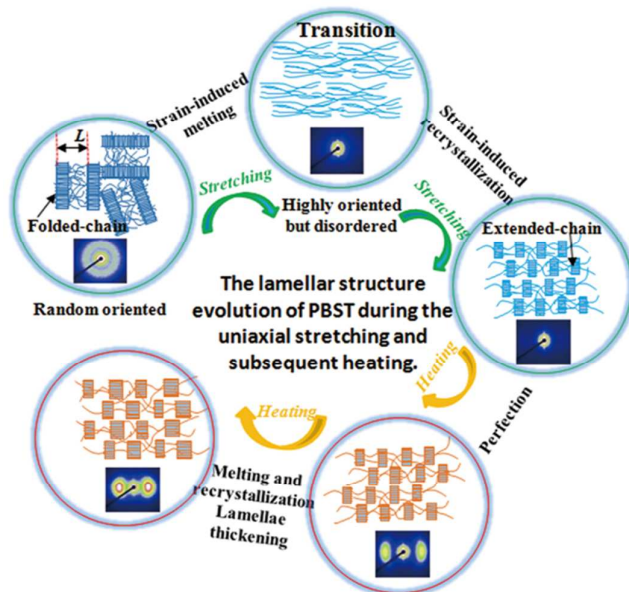 Transition
Strain-induced
melting
Strain-induced
recrystallization
L
Folded-chain
Random oriented
Stretching
Highly oriented
but disordered
Stretching
Extended-chain
The lamellar structure
evolution of PBST during the
uniaxial stretching and
subsequent heating.
Heating
Perfection
Heating
Melting and
recrystallization
Lamellae
thickening